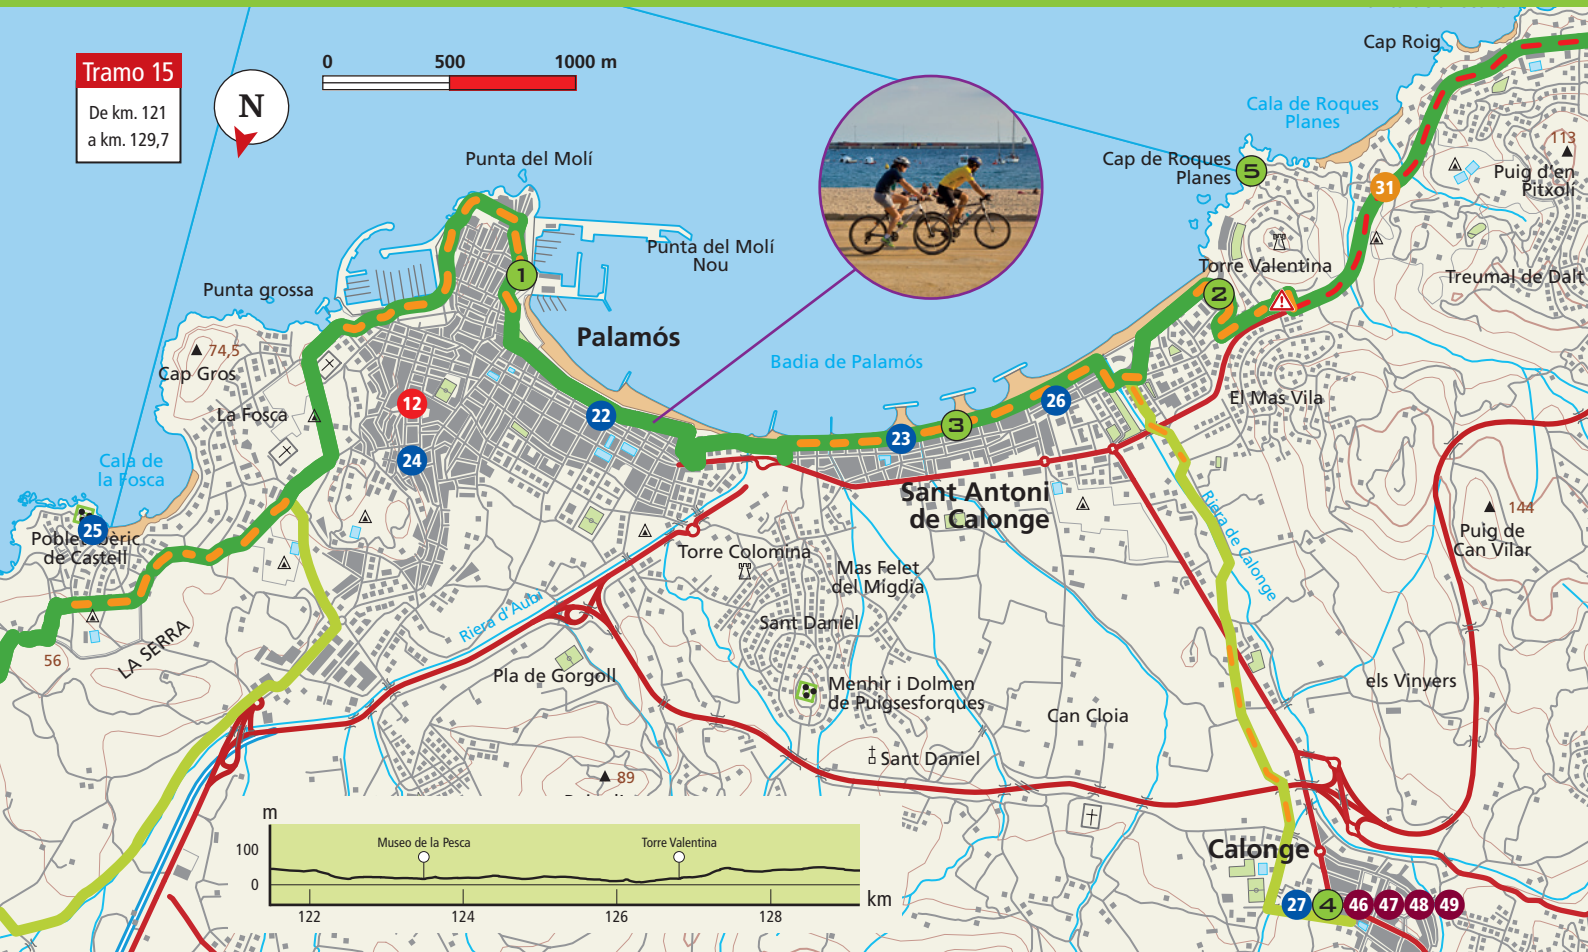 Tramo 15
De km. 121
a km. 129,7
N
0 500 1000 m
Cap Roig
Cala de Roques
Planes
Cap de Roques
Planes
5
113
Puig d'en
Pitxolí
31
Punta del Molí
Punta del Molí
Nou
1
Torre Valentina
2
Treumal de Dalt
Punta grossa
Palamós
Badia de Palamós
74,5
Cap Gros
La Fosca
12
22
24
23
3
26
El Mas Vila
Cala de
la Fosca
25
Poble Ibèric
de Castell
Sant Antoni
de Calonge
Riera de Calonge
144
Puig de
Can Vilar
Torre Colomina
Mas Felet
del Migdia
Sant Daniel
Riera d'Aubi
LA SERRA
56
Pla de Gorgoll
Menhir i Dolmen
de Puigsesforques
els Vinyers
Can Cloia
Sant Daniel
89
m
100
0
Museo de la Pesca
Torre Valentina
122 124 126 128
km
Calonge
27 4 46 47 48 49